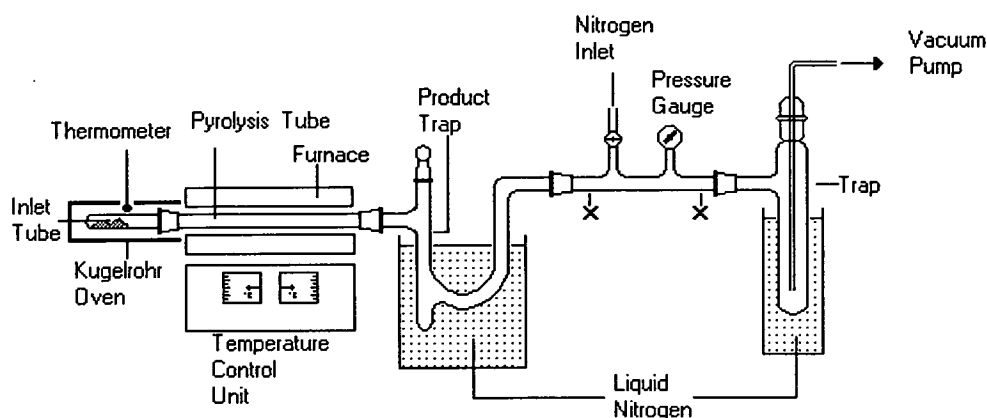 Nitrogen
Inlet
Vacuum
Pump
Pressure
Gauge
Product
Trap
Pyrolysis Tube
Thermometer
Furnace
Trap
Inlet
Tube
Kugelrohr
Oven
°C
°C
Temperature
Control
Unit
Liquid
Nitrogen